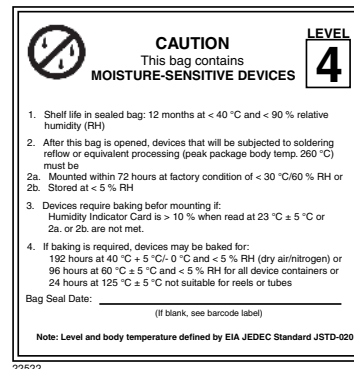 LEVEL
4
CAUTION
This bag contains
MOISTURE-SENSITIVE DEVICES
1. Shelf life in sealed bag: 12 months at < 40 °C and < 90 % relative
humidity (RH)
2. After this bag is opened, devices that will be subjected to soldering
reflow or equivalent processing (peak package body temp. 260 °C)
must be
2a. Mounted within 72 hours at factory condition of < 30 °C/60 % RH or
2b. Stored at < 5 % RH
3. Devices require baking befor mounting if:
Humidity Indicator Card is > 10 % when read at 23 °C ± 5 °C or
2a. or 2b. are not met.
4. If baking is required, devices may be baked for:
192 hours at 40 °C + 5 °C/- 0 °C and < 5 % RH (dry air/nitrogen) or
96 hours at 60 °C ± 5 °C and < 5 % RH for all device containers or
24 hours at 125 °C ± 5 °C not suitable for reels or tubes
Bag Seal Date:
(If blank, see barcode label)
Note: Level and body temperature defined by EIA JEDEC Standard JSTD-020
22522